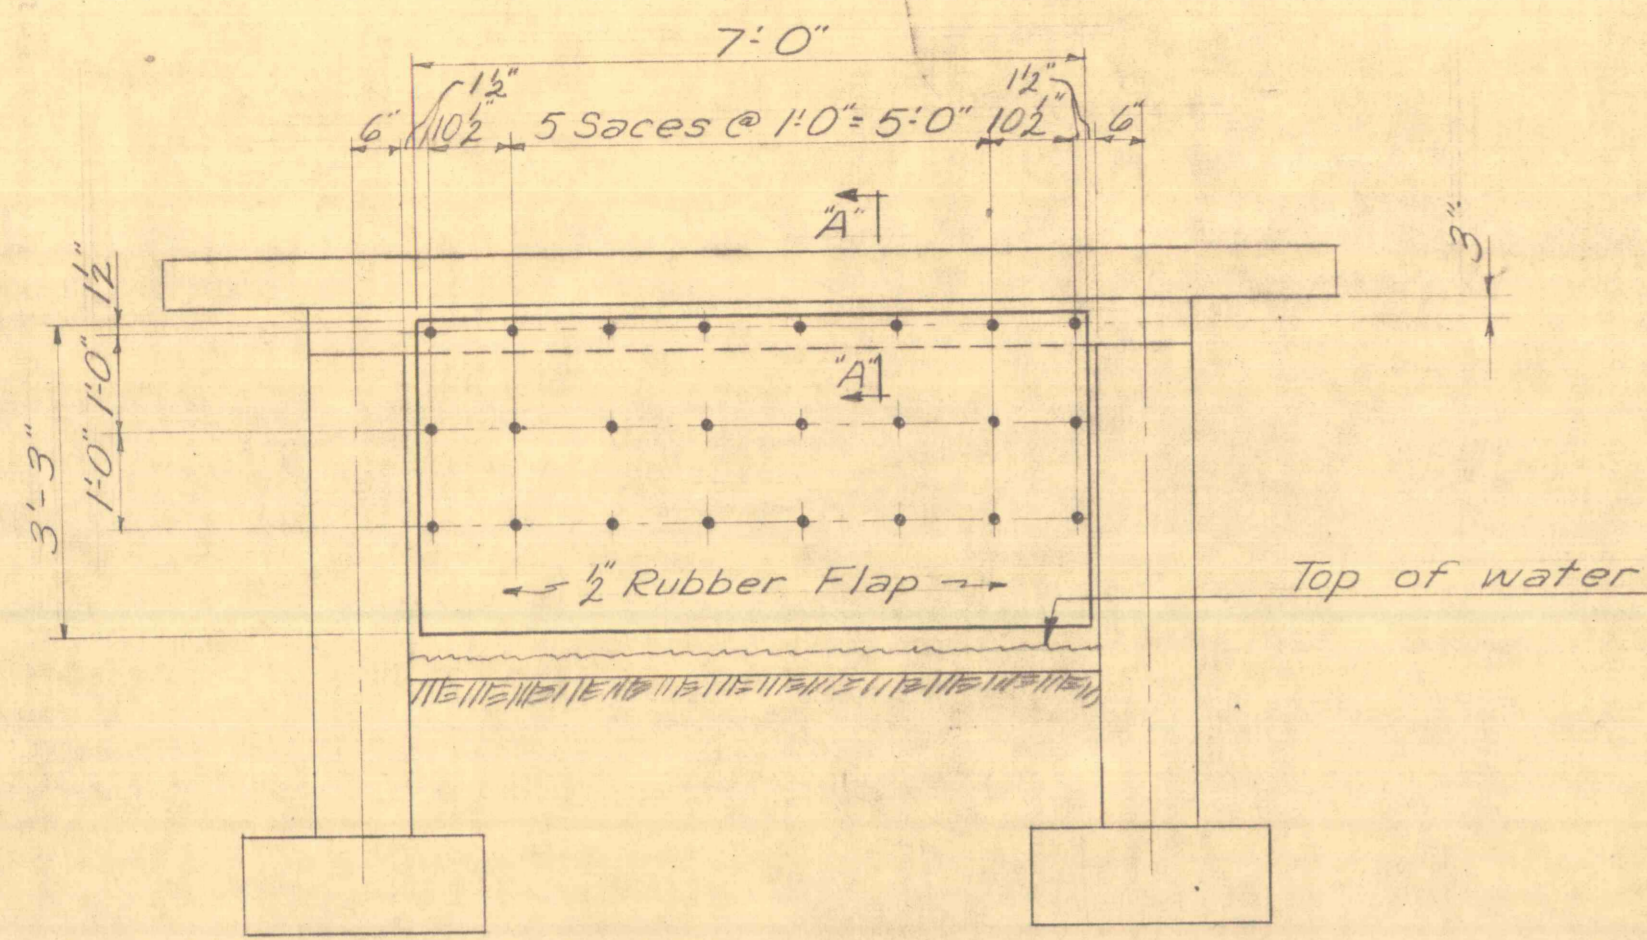 7'-0"
1½" 1½"
6" 10½" 5 Saces @ 1'-0" = 5'-0" 10½" 6"
"A"
3"
1½"
"A"
1'-0"
1'-0"
3'-3"
½" Rubber Flap
Top of water